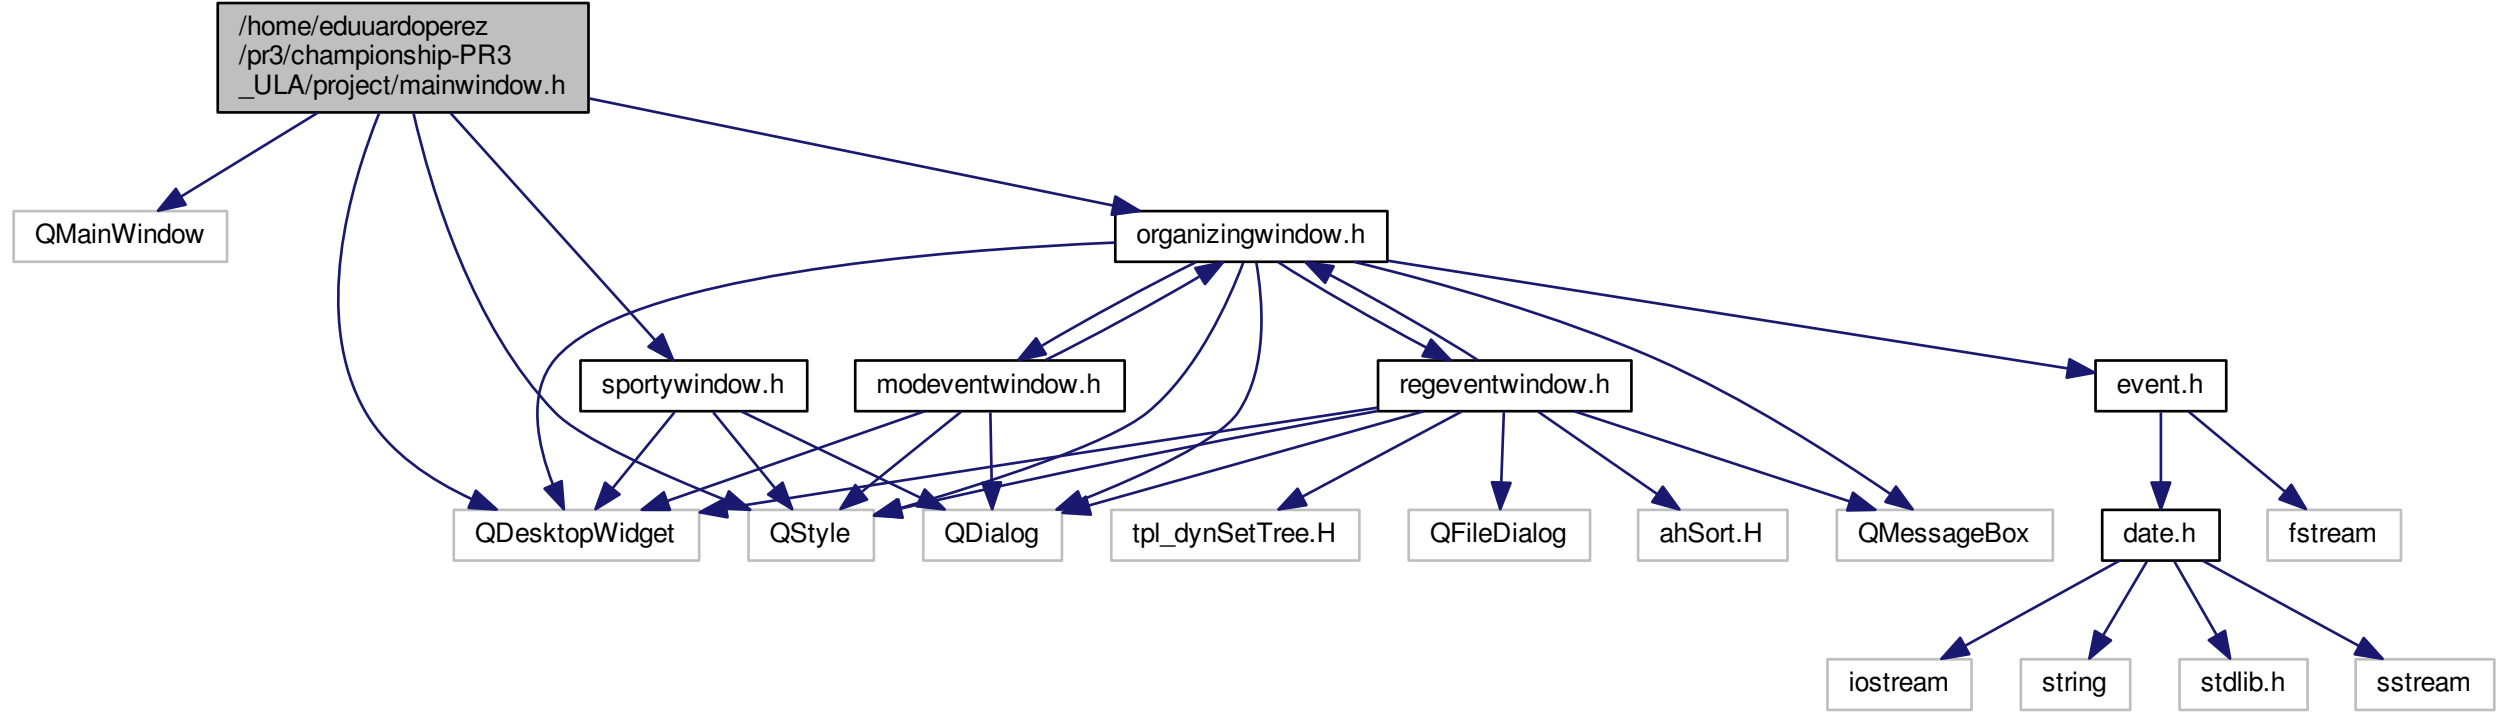 /home/eduuardoperez
/pr3/championship-PR3
_ULA/project/mainwindow.h
QMainWindow
organizingwindow.h
sportywindow.h
modeventwindow.h
regeventwindow.h
event.h
QDesktopWidget
QStyle
QDialog
tpl_dynSetTree.H
QFileDialog
ahSort.H
QMessageBox
date.h
fstream
iostream
string
stdlib.h
sstream